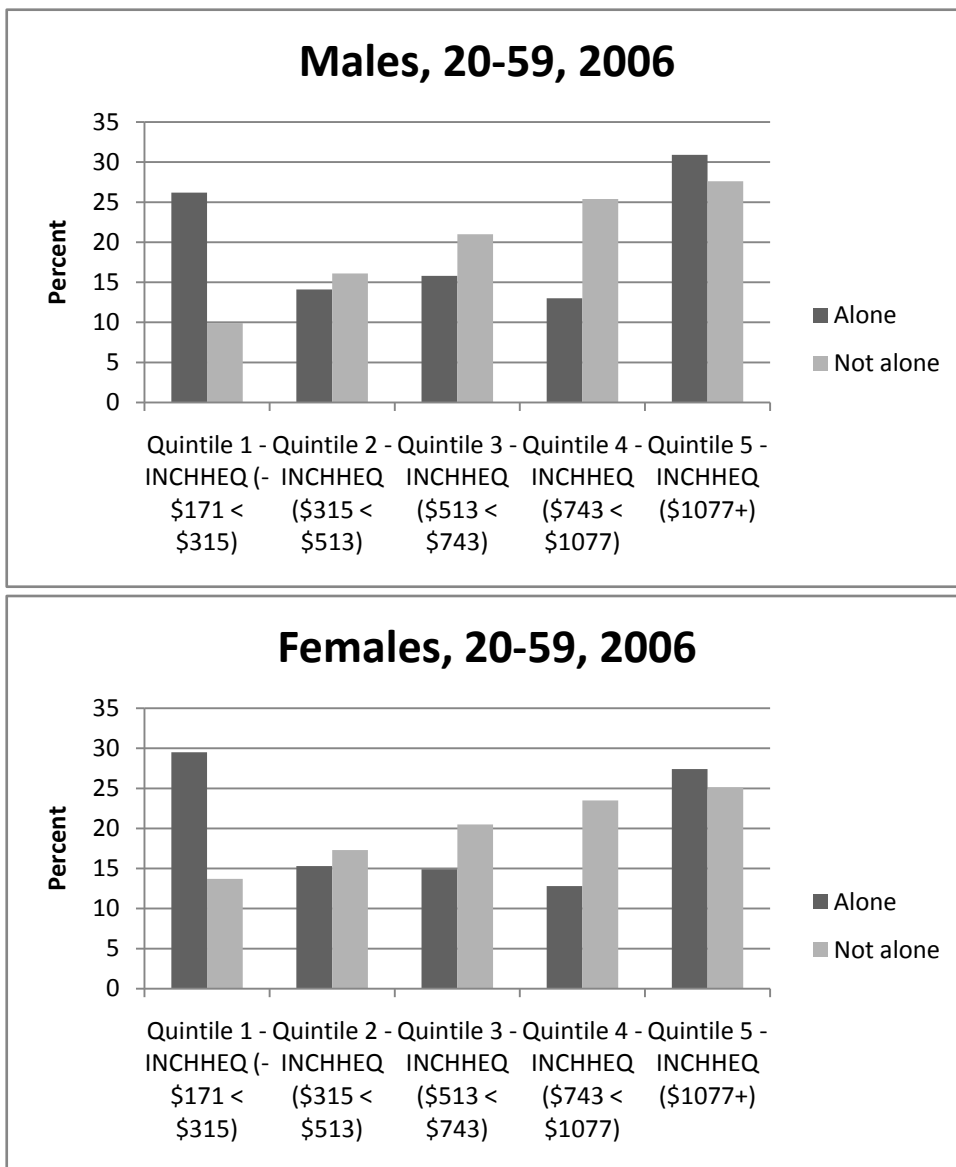 Males, 20-59, 2006
35
30
25
20
15
10
5
0
Percent
Quintile 1 - Quintile 2 - Quintile 3 - Quintile 4 - Quintile 5 -
INCHHEQ (- INCHHEQ INCHHEQ INCHHEQ INCHHEQ
$171 < ($315 < ($513 < ($743 < ($1077+)
$315) $513) $743) $1077)
Alone
Not alone
Females, 20-59, 2006
35
30
25
20
15
10
5
0
Percent
Quintile 1 - Quintile 2 - Quintile 3 - Quintile 4 - Quintile 5 -
INCHHEQ (- INCHHEQ INCHHEQ INCHHEQ INCHHEQ
$171 < ($315 < ($513 < ($743 < ($1077+)
$315) $513) $743) $1077)
Alone
Not alone